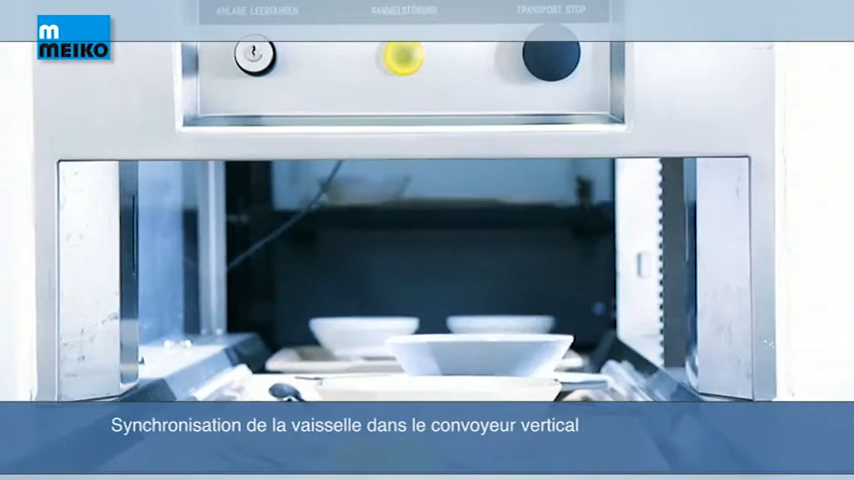 m
MEIKO
ANLAGE LEERFAHREN
SAMMELSTÖRUNG
TRANSPORT STOP
Synchronisation de la vaisselle dans le convoyeur vertical